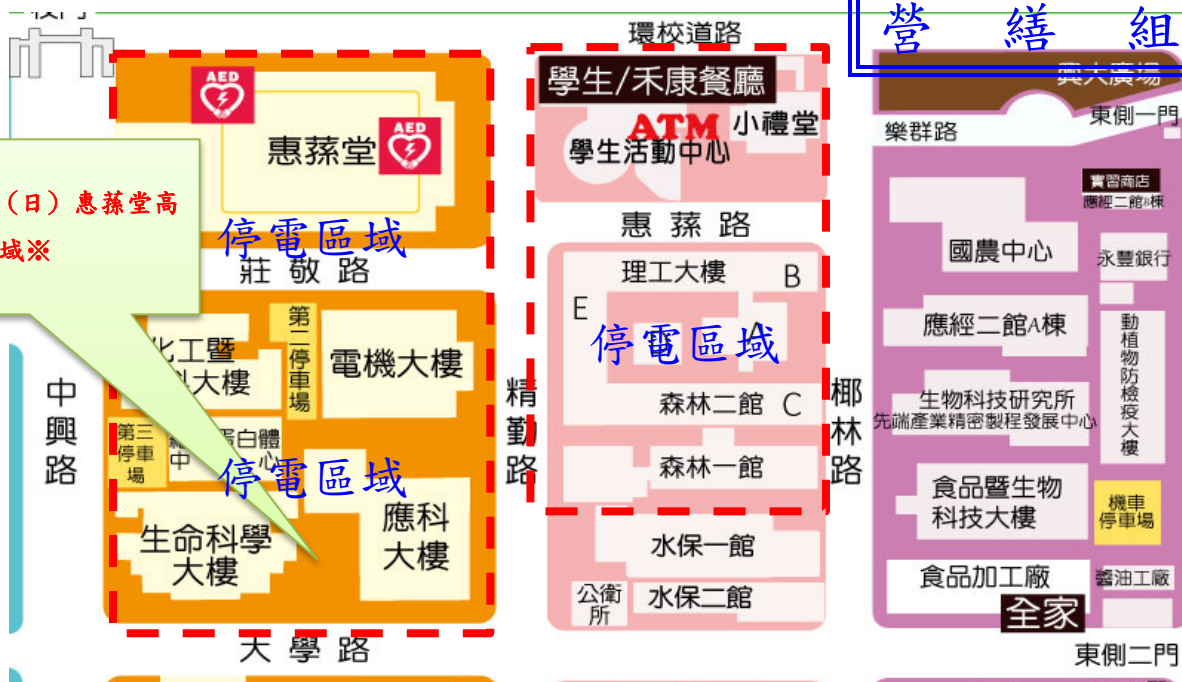 營繕組
環校道路
興大廣場
東側一門
樂群路
AED
AED
惠蓀堂
學生/禾康餐廳
ATM
小禮堂
學生活動中心
(日)惠蓀堂高
域※
停電區域
莊敬路
惠蓀路
實習商店
應經二館B棟
國農中心
永豐銀行
理工大樓
B
E
A
停電區域
化工暨
大樓
第二停車場
電機大樓
應經二館A棟
動植物防檢疫大樓
中興路
精勤路
椰林路
森林二館 C
生物科技研究所
先端產業精密製程發展中心
第三
停車
場
蛋白體
中
心
停電區域
森林一館
食品暨生物
科技大樓
機車
停車場
應科
大樓
生命科學
大樓
水保一館
公衛
所
水保二館
食品加工廠
醬油工廠
全家
大學路
東側二門